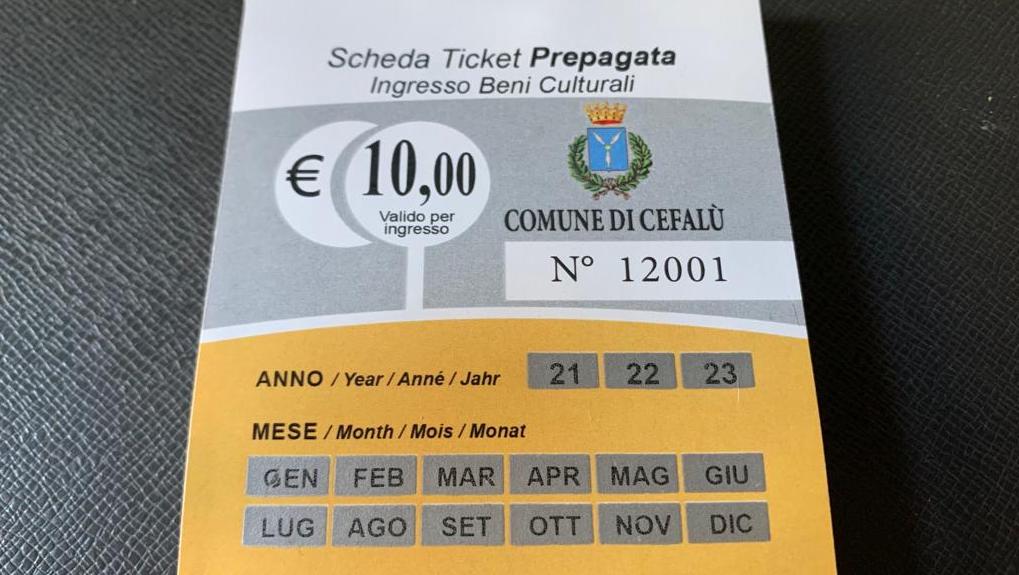 Scheda Ticket Prepagata
Ingresso Beni Culturali
€ 10,00
Valido per
ingresso
COMUNE DI CEFALÙ
N° 12001
ANNO / Year / Anné / Jahr 21 22 23
MESE / Month / Mois / Monat
GEN FEB MAR APR MAG GIU
LUG AGO SET OTT NOV DIC